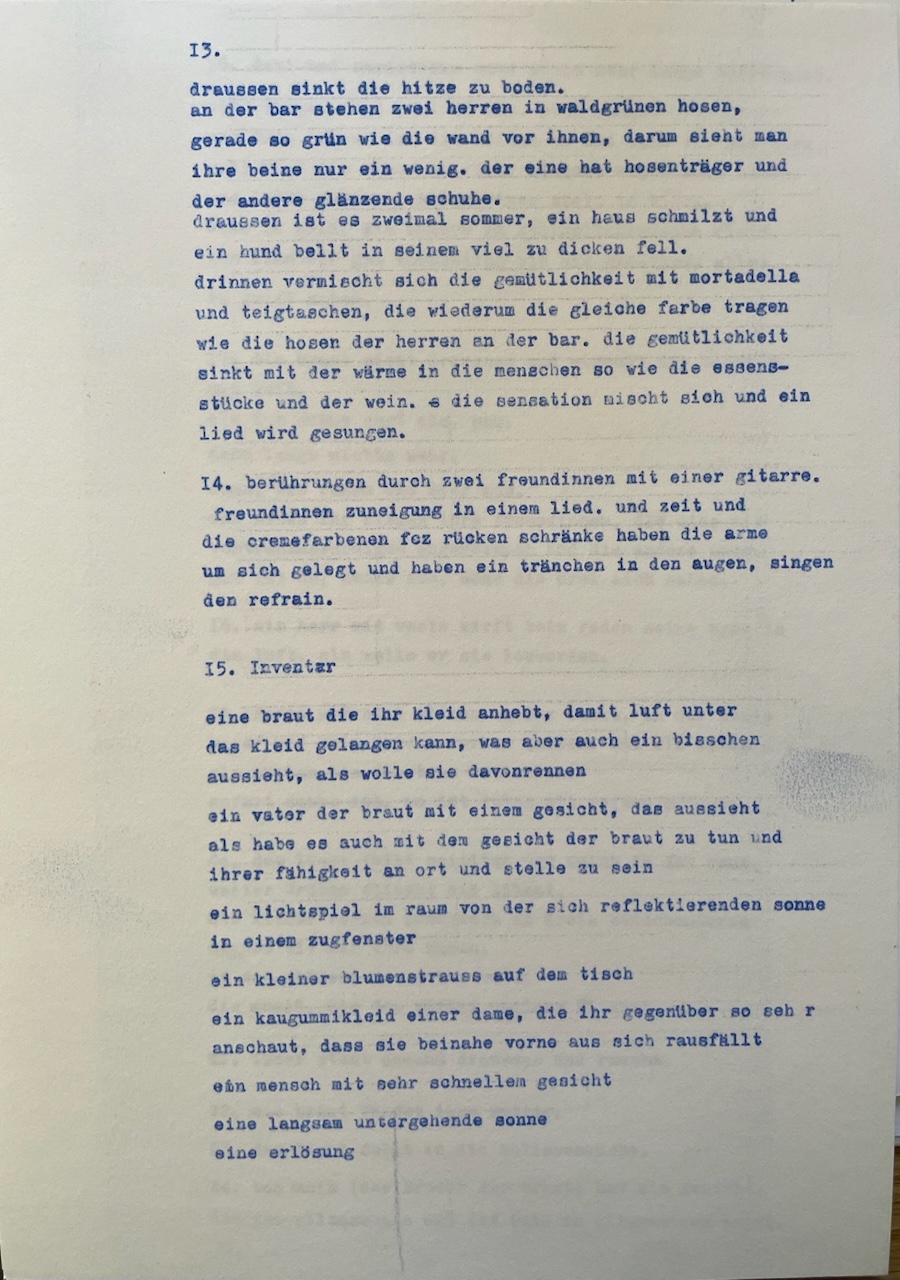 I3.
draussen sinkt die hitze zu boden.
an der bar stehen zwei herren in waldgrünen hosen,
gerade so grün wie die wand vor ihnen, darum sieht man
ihre beine nur ein wenig. der eine hat hosenträger und
der andere glänzende schuhe.
draussen ist es zweimal sommer, ein haus schmilzt und
ein hund bellt in seinem viel zu dicken fell.
drinnen vermischt sich die gemütlichkeit mit mortadella
und teigtaschen, die wiederum die gleiche farbe tragen
wie die hosen der herren an der bar. die gemütlichkeit
sinkt mit der wärme in die menschen so wie die essens-
stücke und der wein. die sensation mischt sich und ein
lied wird gesungen.
I4. berührungen durch zwei freundinnen mit einer gitarre.
freundinnen zuneigung in einem lied. und zeit und
die cremefarbenen fcz rücken schränke haben die arme
um sich gelegt und haben ein tränchen in den augen, singen
den refrain.
I5. Inventar
eine braut die ihr kleid anhebt, damit luft unter
das kleid gelangen kann, was aber auch ein bisschen
aussieht, als wolle sie davonrennen
ein vater der braut mit einem gesicht, das aussieht
als habe es auch mit dem gesicht der braut zu tun und
ihrer fähigkeit an ort und stelle zu sein
ein lichtspiel im raum von der sich reflektierenden sonne
in einem zugfenster
ein kleiner blumenstrauss auf dem tisch
ein kaugummikleid einer dame, die ihr gegenüber so seh r
anschaut, dass sie beinahe vorne aus sich rausfällt
ein mensch mit sehr schnellem gesicht
eine langsam untergehende sonne
eine erlösung